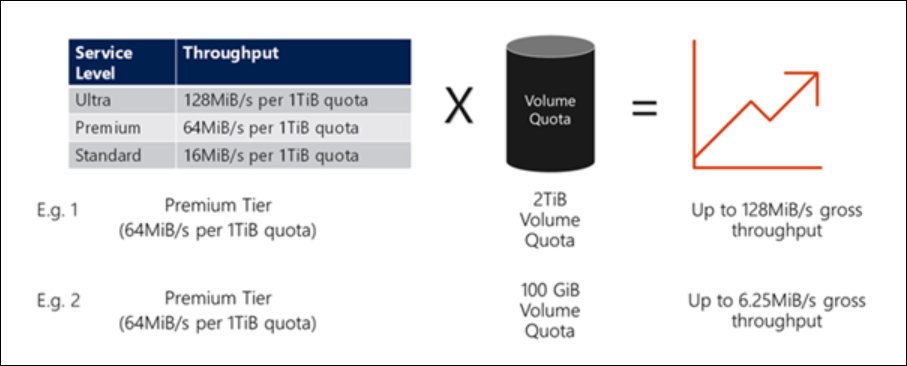 Service Level Throughput
Ultra 128MiB/s per 1TiB quota
Premium 64MiB/s per 1TiB quota
Standard 16MiB/s per 1TiB quota
X
Volume
Quota
=
E.g. 1
Premium Tier
(64MiB/s per 1TiB quota)
2TiB
Volume
Quota
Up to 128MiB/s gross
throughput
E.g. 2
Premium Tier
(64MiB/s per 1TiB quota)
100 GiB
Volume
Quota
Up to 6.25MiB/s gross
throughput